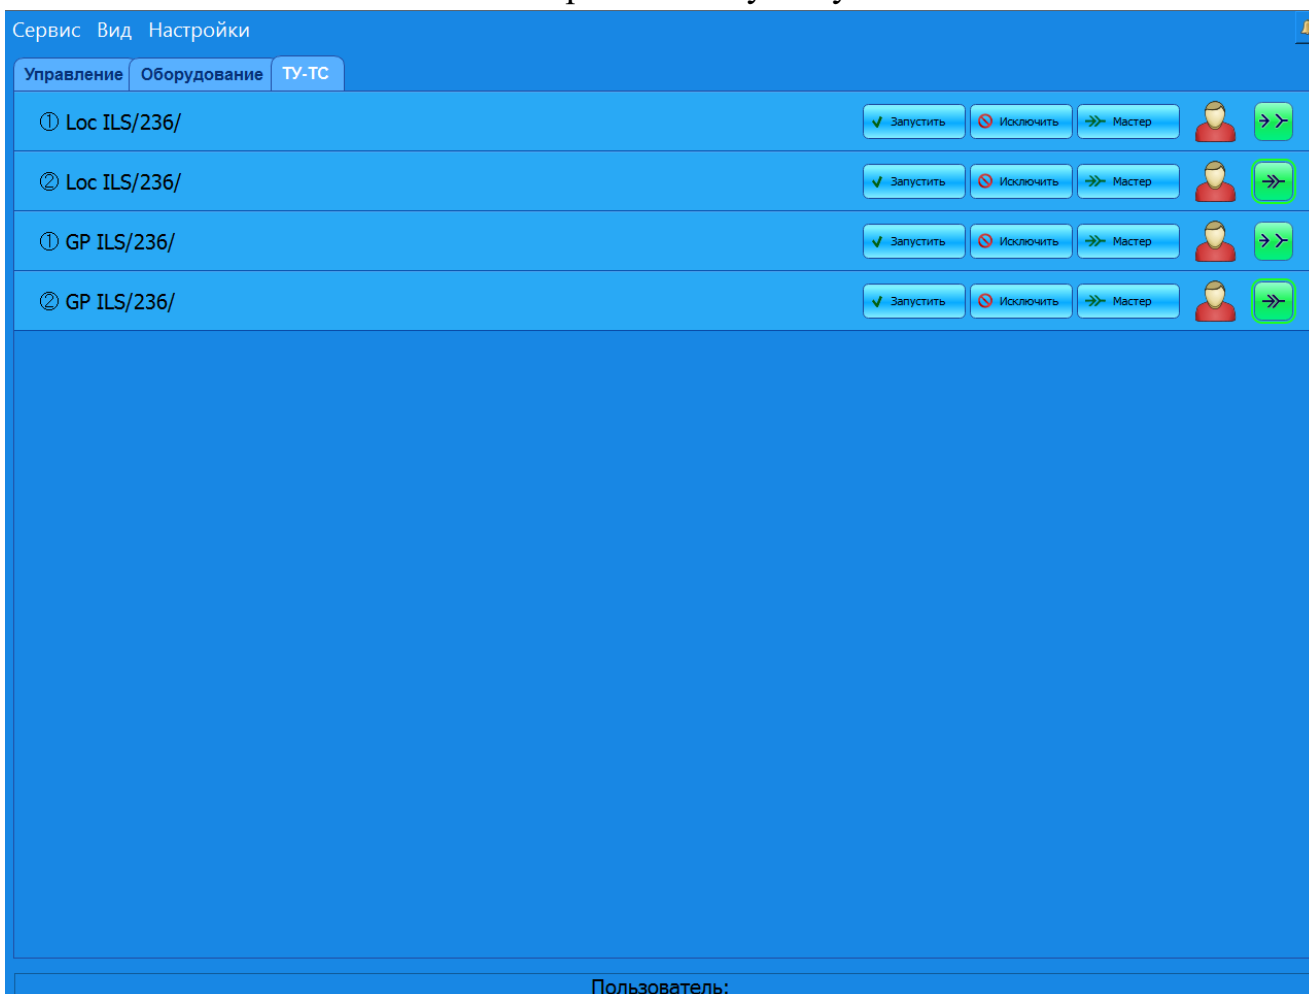 Сервис Вид Настройки
Управление Оборудование ТУ-ТС
① Loc ILS/236/ Запустить Исключить Мастер
② Loc ILS/236/ Запустить Исключить Мастер
① GP ILS/236/ Запустить Исключить Мастер
② GP ILS/236/ Запустить Исключить Мастер
Пользователь: